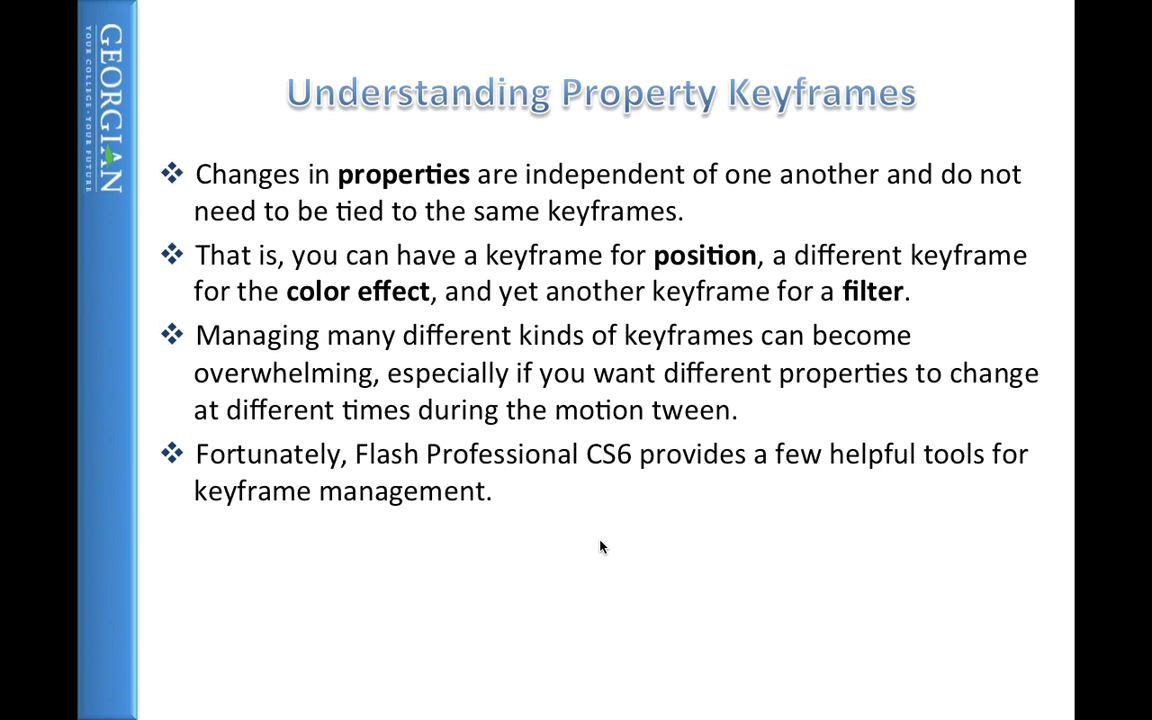 GEORGIAN
YOUR COLLEGE · YOUR FUTURE
Understanding Property Keyframes
❖ Changes in properties are independent of one another and do not
need to be tied to the same keyframes.
❖ That is, you can have a keyframe for position, a different keyframe
for the color effect, and yet another keyframe for a filter.
❖ Managing many different kinds of keyframes can become
overwhelming, especially if you want different properties to change
at different times during the motion tween.
❖ Fortunately, Flash Professional CS6 provides a few helpful tools for
keyframe management.